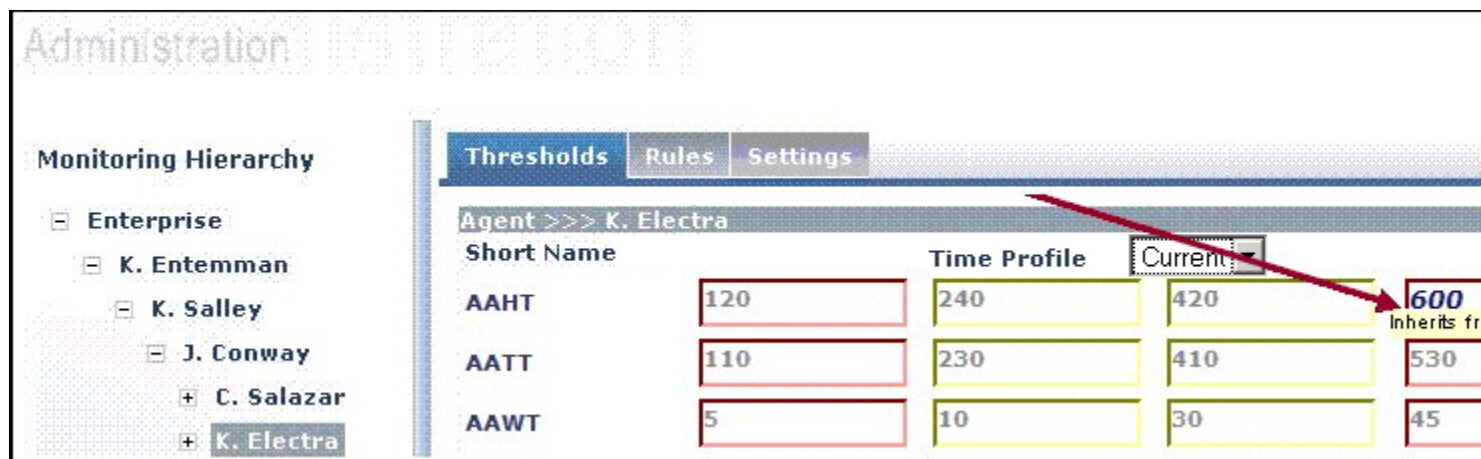 Administration
Monitoring Hierarchy
Enterprise
K. Entemman
K. Salley
J. Conway
C. Salazar
K. Electra
Thresholds Rules Settings
Agent >>> K. Electra
Short Name Time Profile Current
AAHT 120 240 420 600
Inherits fr
AATT 110 230 410 530
AAWT 5 10 30 45